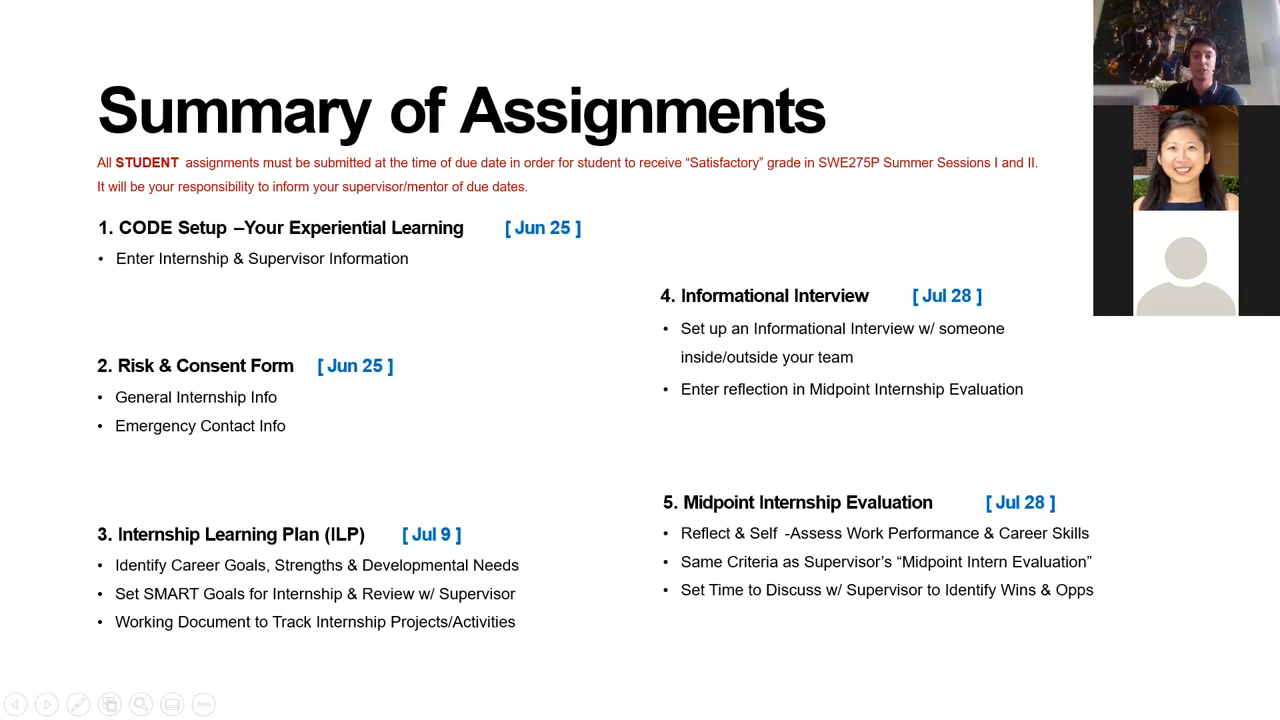 Summary of Assignments
All STUDENT assignments must be submitted at the time of due date in order for student to receive “Satisfactory” grade in SWE275P Summer Sessions I and II.
It will be your responsibility to inform your supervisor/mentor of due dates.
1. CODE Setup –Your Experiential Learning [ Jun 25 ]
• Enter Internship & Supervisor Information
2. Risk & Consent Form [ Jun 25 ]
• General Internship Info
• Emergency Contact Info
3. Internship Learning Plan (ILP) [ Jul 9 ]
• Identify Career Goals, Strengths & Developmental Needs
• Set SMART Goals for Internship & Review w/ Supervisor
• Working Document to Track Internship Projects/Activities
4. Informational Interview [ Jul 28 ]
• Set up an Informational Interview w/ someone
inside/outside your team
• Enter reflection in Midpoint Internship Evaluation
5. Midpoint Internship Evaluation [ Jul 28 ]
• Reflect & Self -Assess Work Performance & Career Skills
• Same Criteria as Supervisor’s “Midpoint Intern Evaluation”
• Set Time to Discuss w/ Supervisor to Identify Wins & Opps